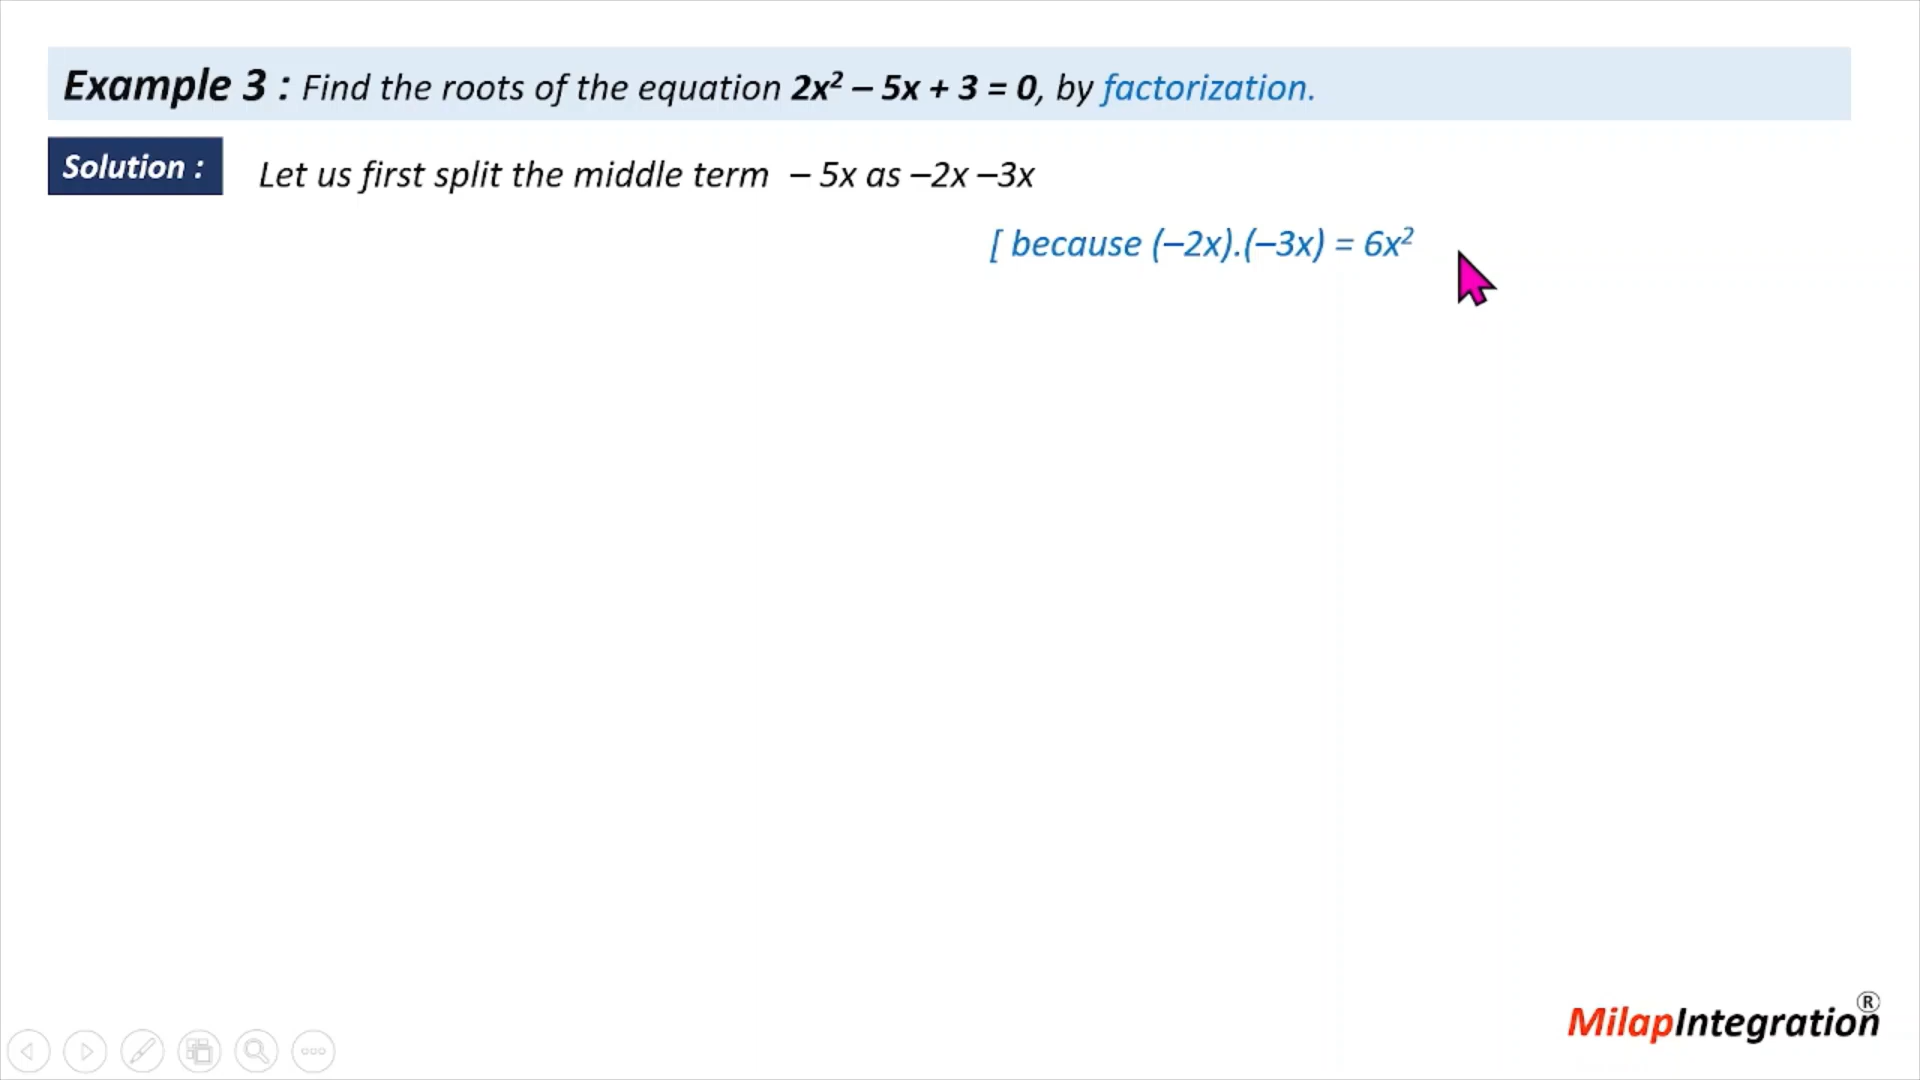 Example 3 : Find the roots of the equation 2x² – 5x + 3 = 0, by factorization.
Solution : Let us first split the middle term – 5x as –2x –3x
[ because (–2x).(–3x) = 6x²
MilapIntegration®